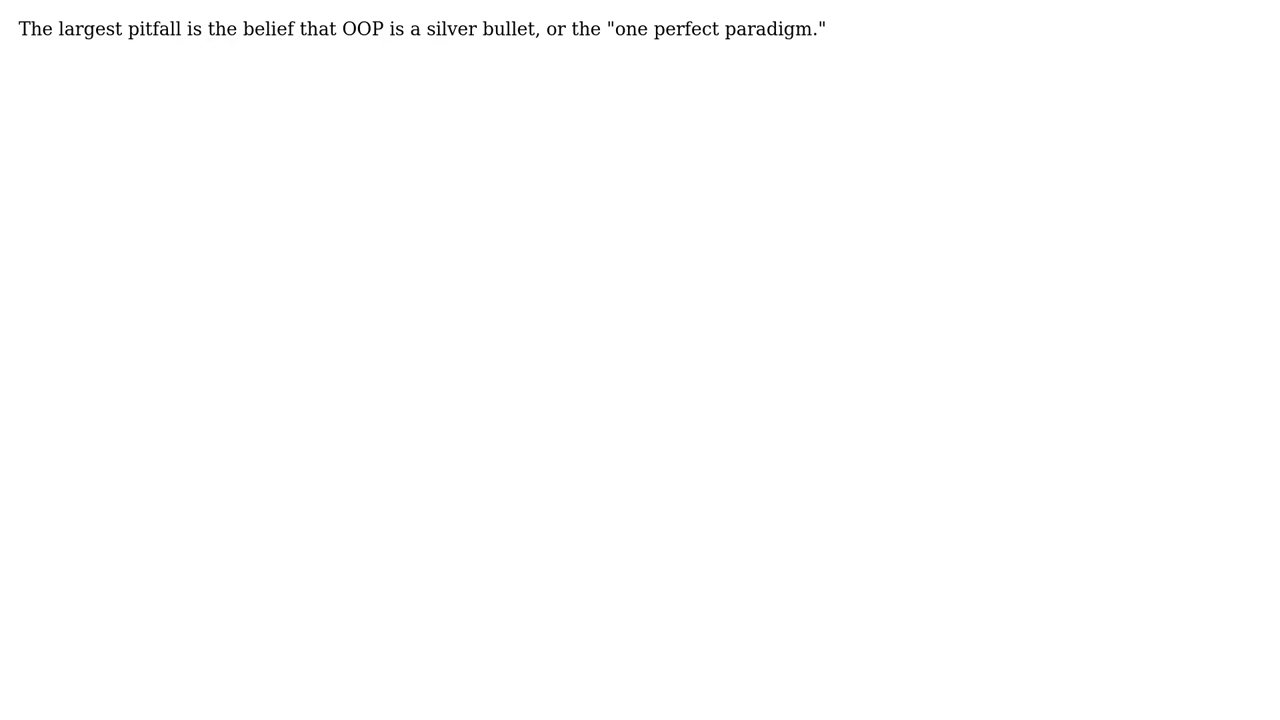 The largest pitfall is the belief that OOP is a silver bullet, or the "one perfect paradigm."